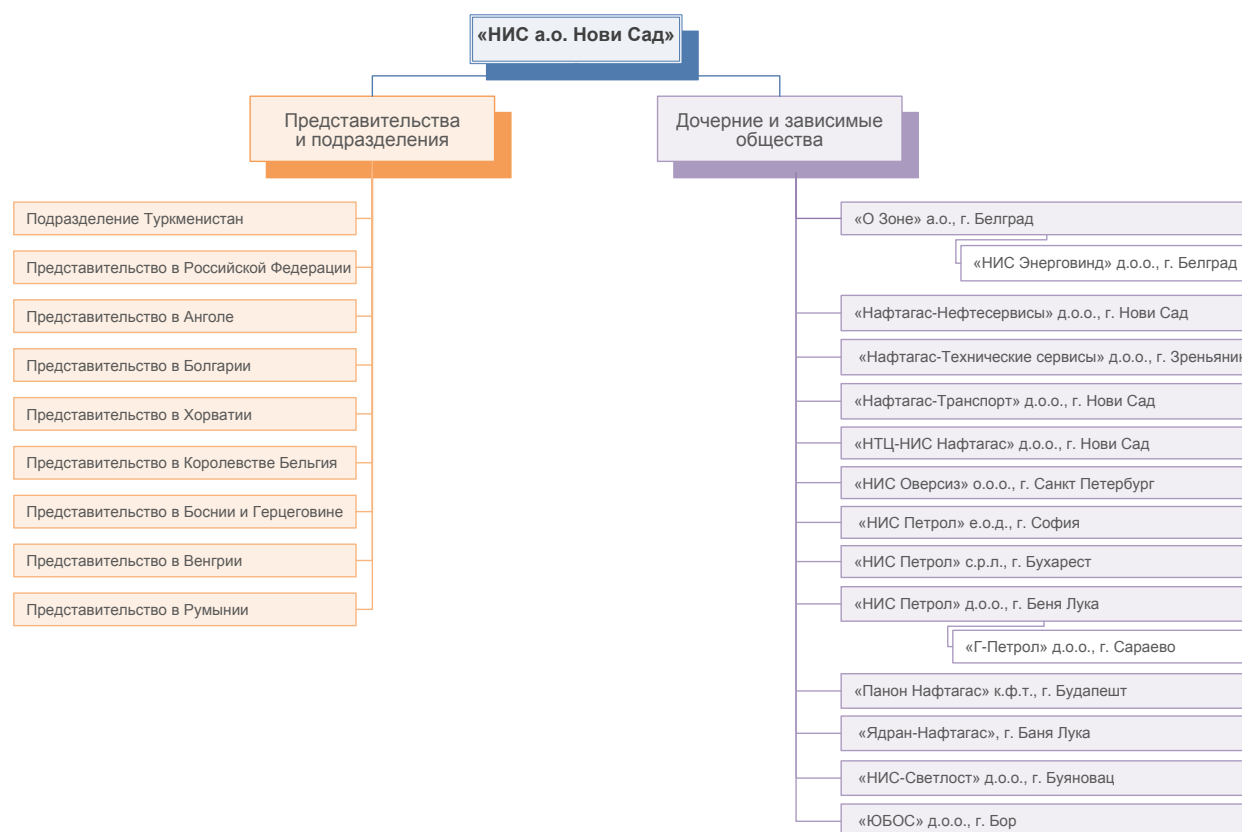 «НИС а.о. Нови Сад»
Представительства
и подразделения
Подразделение Туркменистан
Представительство в Российской Федерации
Представительство в Анголе
Представительство в Болгарии
Представительство в Хорватии
Представительство в Королевстве Бельгия
Представительство в Боснии и Герцеговине
Представительство в Венгрии
Представительство в Румынии
Дочерние и зависимые
общества
«О Зоне» а.о., г. Белград
«НИС Энерговинд» д.о.о., г. Белград
«Нафтагас-Нефтесервисы» д.о.о., г. Нови Сад
«Нафтагас-Технические сервисы» д.о.о., г. Зреньянин
«Нафтагас-Транспорт» д.о.о., г. Нови Сад
«НТЦ-НИС Нафтагас» д.о.о., г. Нови Сад
«НИС Оверсиз» о.о.о., г. Санкт Петербург
«НИС Петрол» е.о.д., г. София
«НИС Петрол» с.р.л., г. Бухарест
«НИС Петрол» д.о.о., г. Беня Лука
«Г-Петрол» д.о.о., г. Сараево
«Панон Нафтагас» к.ф.т., г. Будапешт
«Ядран-Нафтагас», г. Баня Лука
«НИС-Светлост» д.о.о., г. Буяновац
«ЮБОС» д.о.о., г. Бор